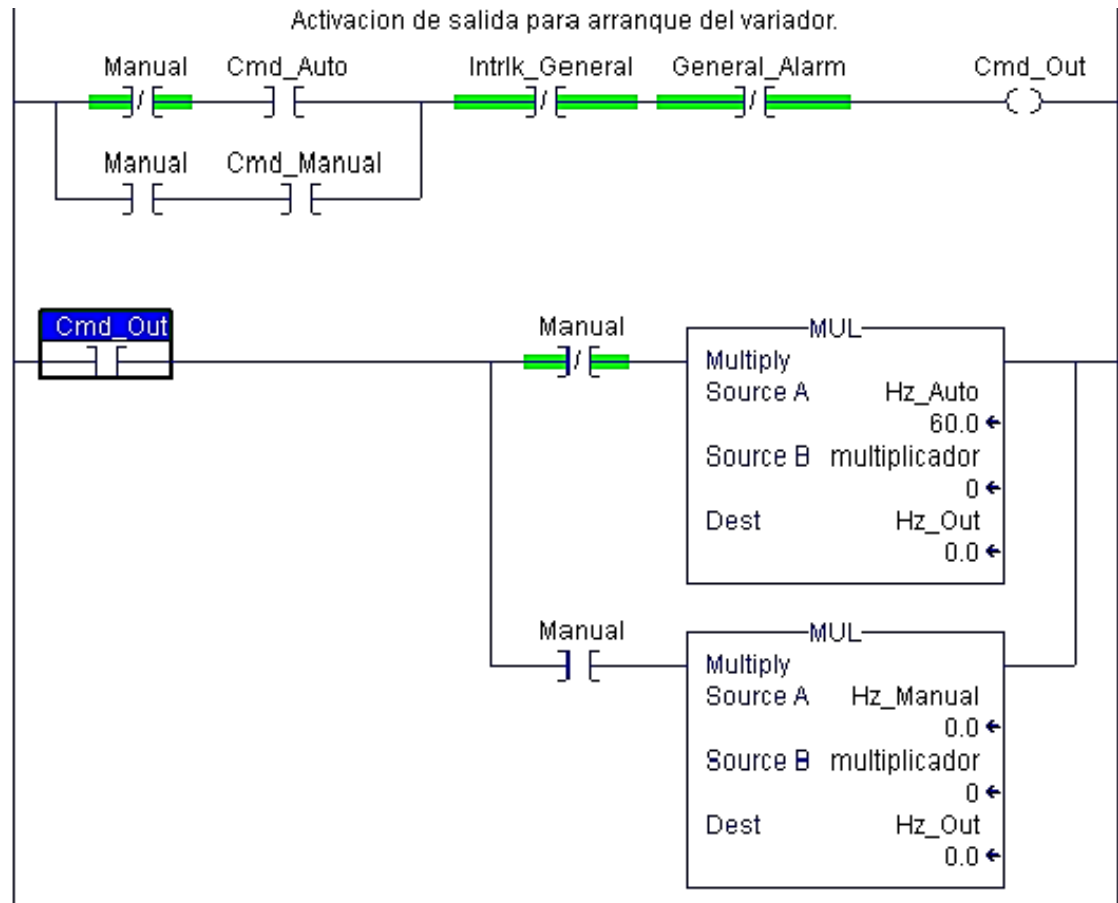 Activacion de salida para arranque del variador.
Manual Cmd_Auto Intrlk_General General_Alarm Cmd_Out
Manual Cmd_Manual
Cmd_Out Manual MUL
Multiply
Source A Hz_Auto
60.0
Source B multiplicador
0
Dest Hz_Out
0.0
Manual MUL
Multiply
Source A Hz_Manual
0.0
Source B multiplicador
0
Dest Hz_Out
0.0